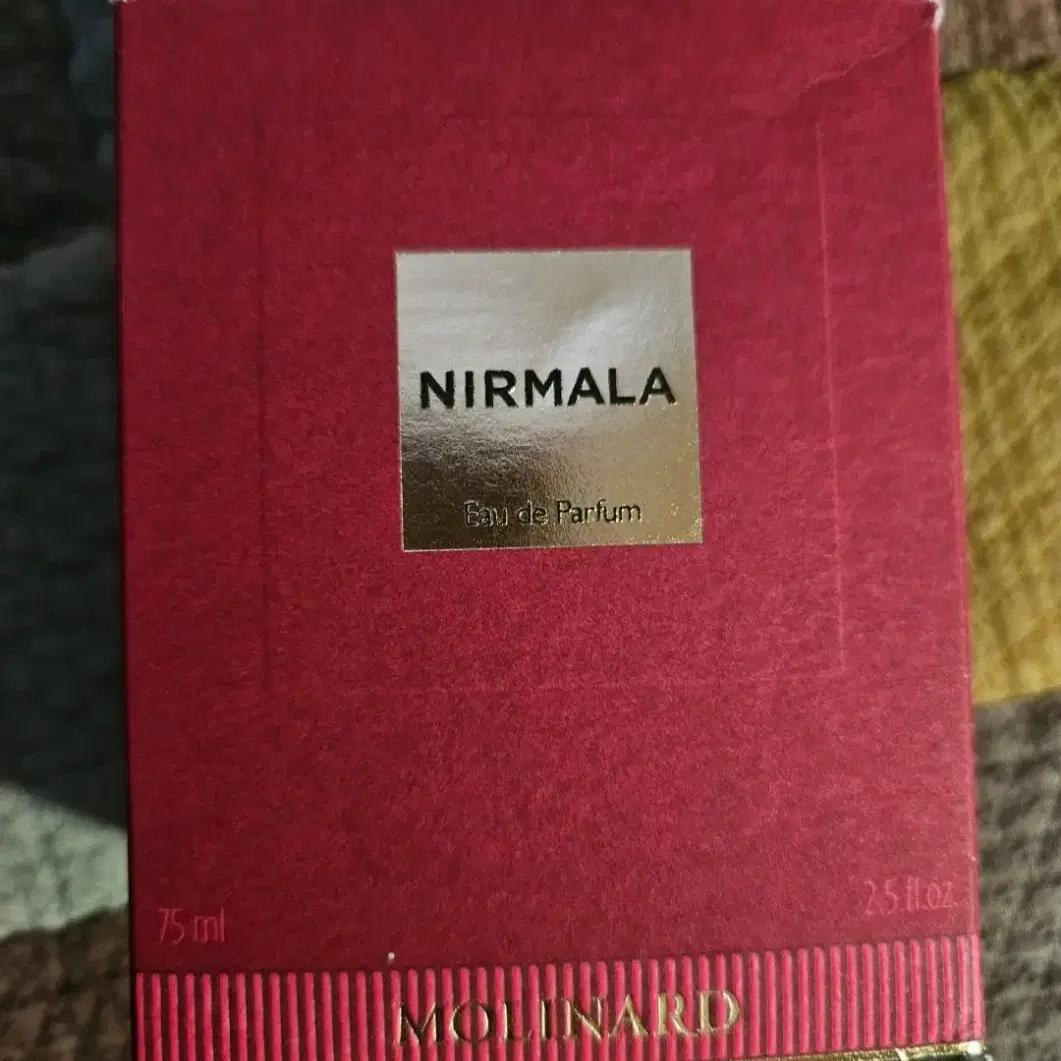 NIRMALA
Eau de Parfum
75 ml
2.5 fl.oz.
MOLINARD